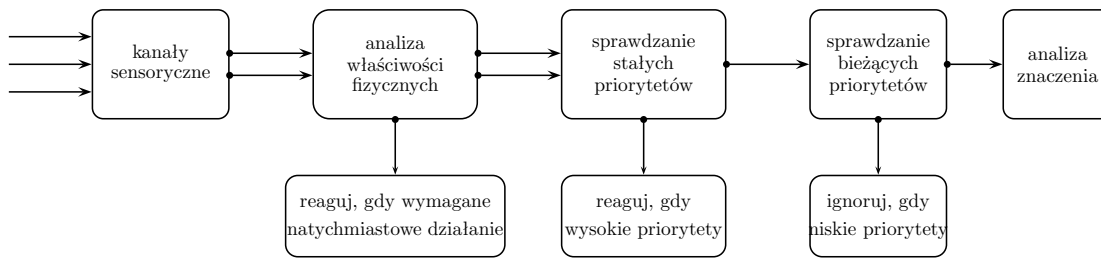 kanały
sensoryczne
analiza
właściwości
fizycznych
sprawdzanie
stałych
priorytetów
sprawdzanie
bieżących
priorytetów
analiza
znaczenia
reaguj, gdy wymagane
natychmiastowe działanie
reaguj, gdy
wysokie priorytety
ignoruj, gdy
niskie priorytety